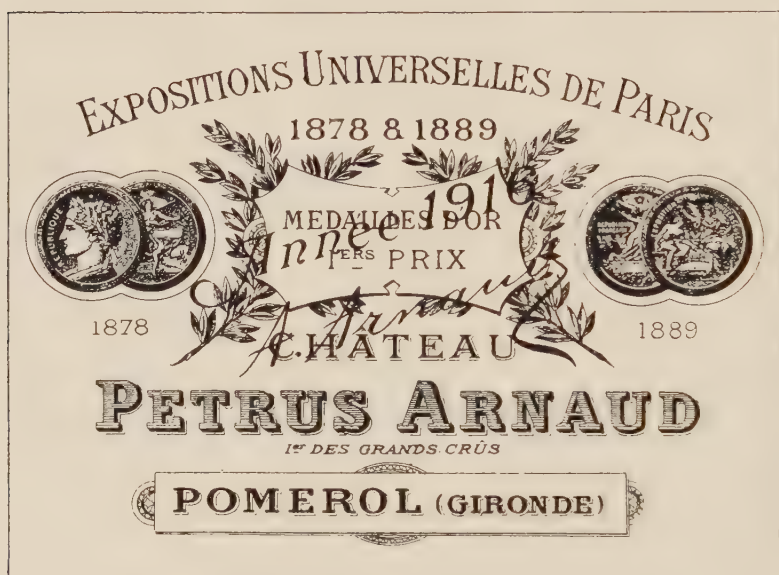 EXPOSITIONS UNIVERSELLES DE PARIS
1878 & 1889
MEDAILLES D'OR
1ERS PRIX
Année 1916
A. Arnaud
1878
1889
CHÂTEAU
PETRUS ARNAUD
1er DES GRANDS CRÛS
POMEROL (GIRONDE)